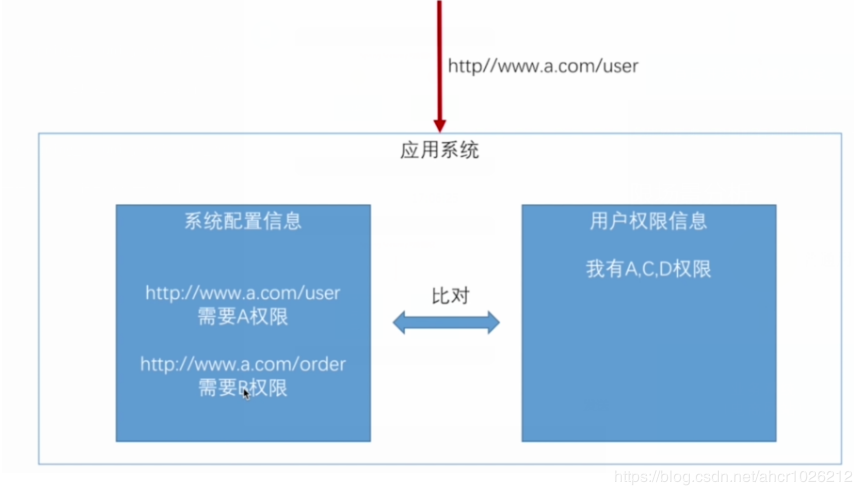 http//www.a.com/user
应用系统
系统配置信息
http://www.a.com/user
需要A权限
http://www.a.com/order
需要B权限
比对
用户权限信息
我有A,C,D权限
https://blog.csdn.net/ahcr1026212